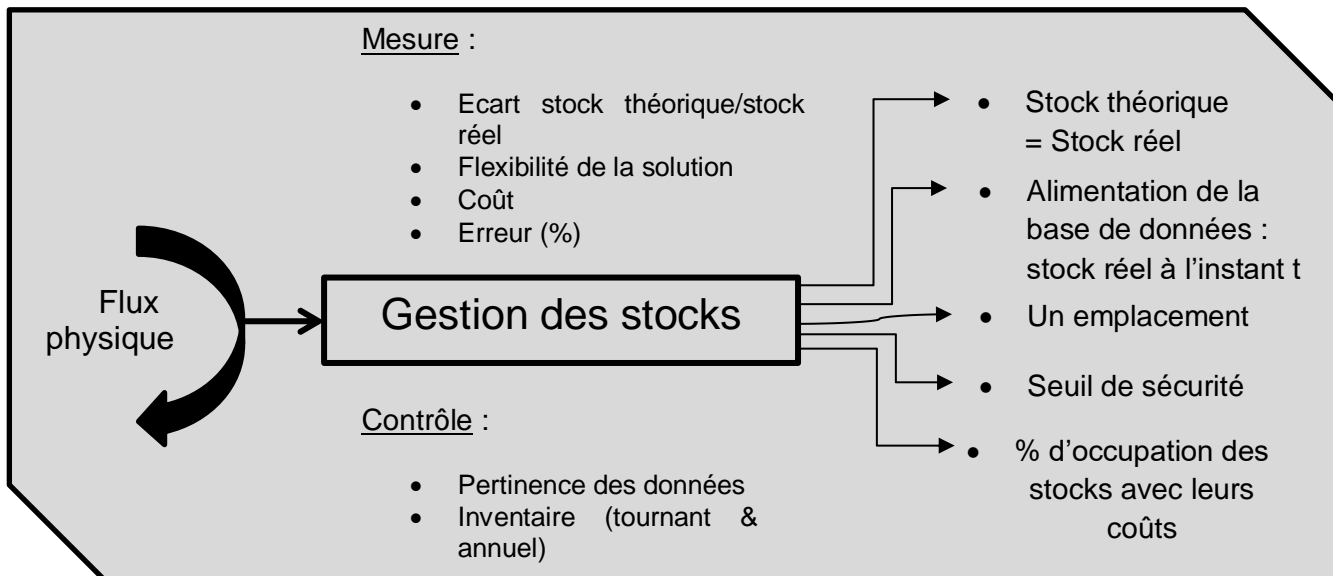 Mesure :
• Ecart stock théorique/stock
réel
• Flexibilité de la solution
• Coût
• Erreur (%)
Flux
physique
Gestion des stocks
Contrôle :
• Pertinence des données
• Inventaire (tournant &
annuel)
• Stock théorique
= Stock réel
• Alimentation de la
base de données :
stock réel à l’instant t
• Un emplacement
• Seuil de sécurité
• % d’occupation des
stocks avec leurs
coûts